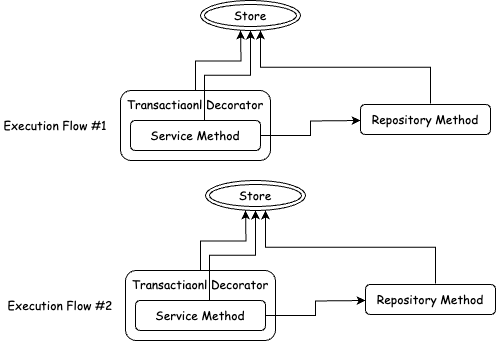 Store
Transactiaonl Decorator
Execution Flow #1
Service Method
Repository Method
Store
Transactiaonl Decorator
Execution Flow #2
Service Method
Repository Method